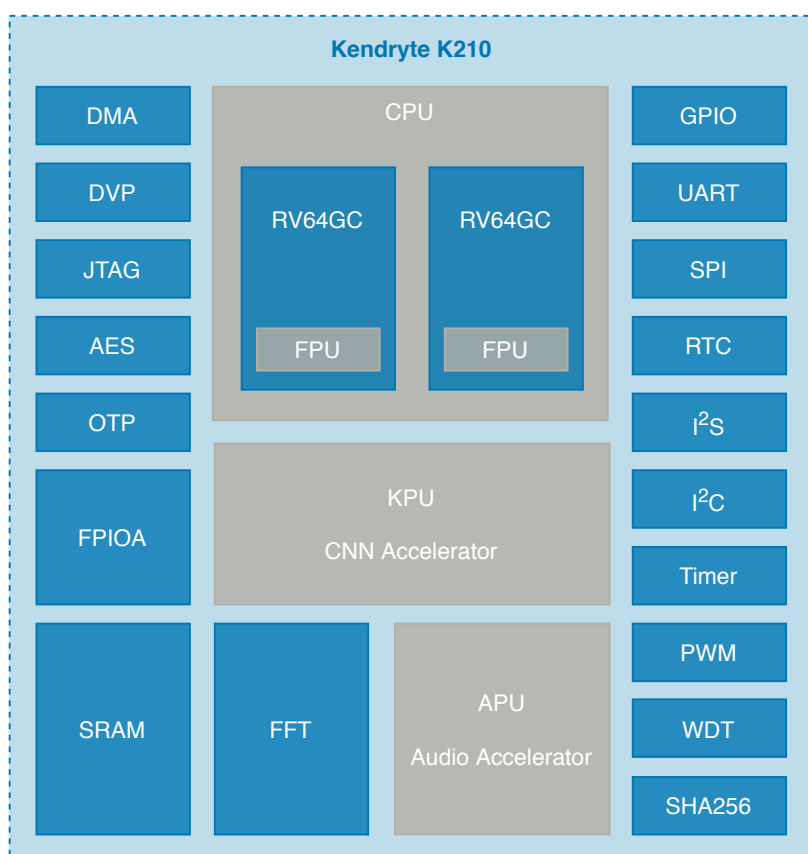 Kendryte K210
DMA
DVP
JTAG
AES
OTP
FPIOA
SRAM
CPU
RV64GC
FPU
RV64GC
FPU
KPU
CNN Accelerator
FFT
APU
Audio Accelerator
GPIO
UART
SPI
RTC
I²S
I²C
Timer
PWM
WDT
SHA256